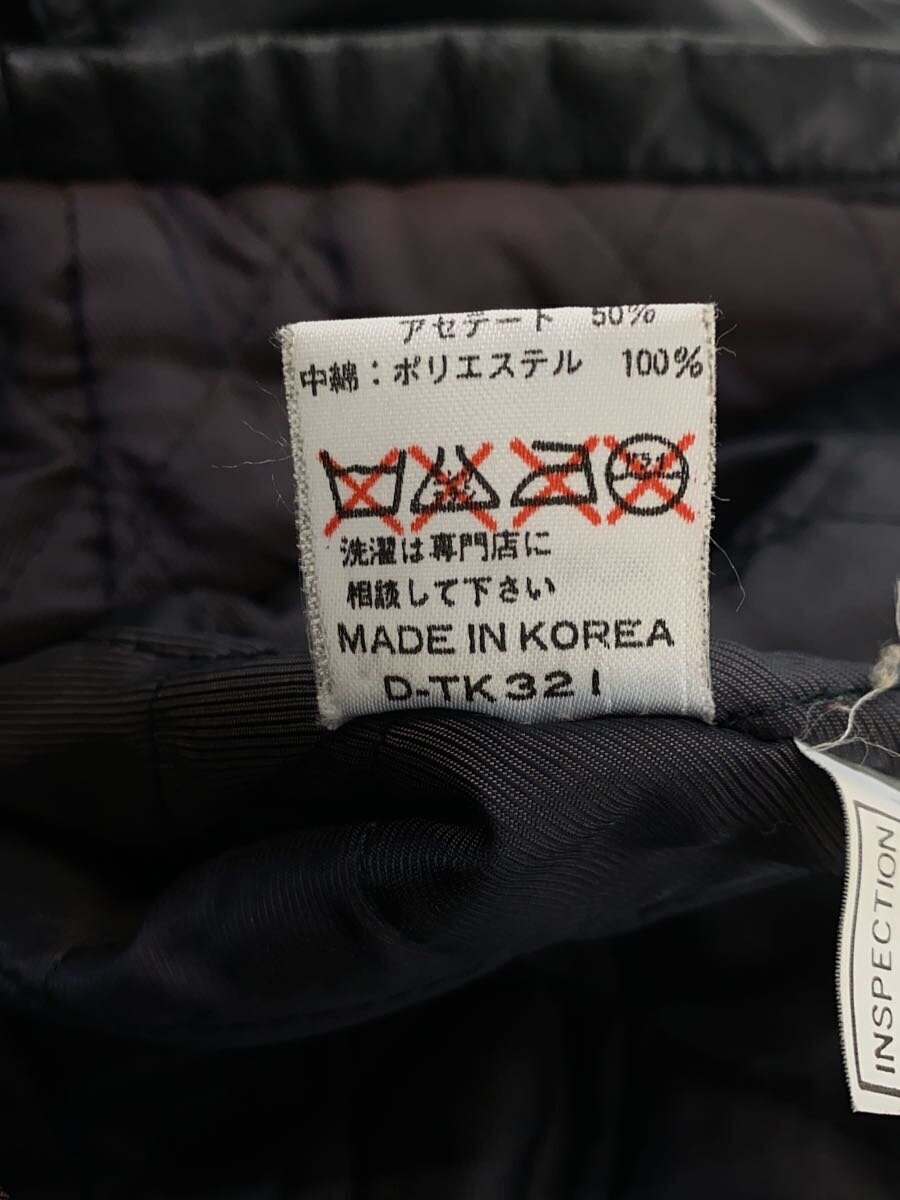 アセテート 50%
中綿：ポリエステル 100%
洗濯は専門店に
相談して下さい
MADE IN KOREA
D-TK321
INSPECTION